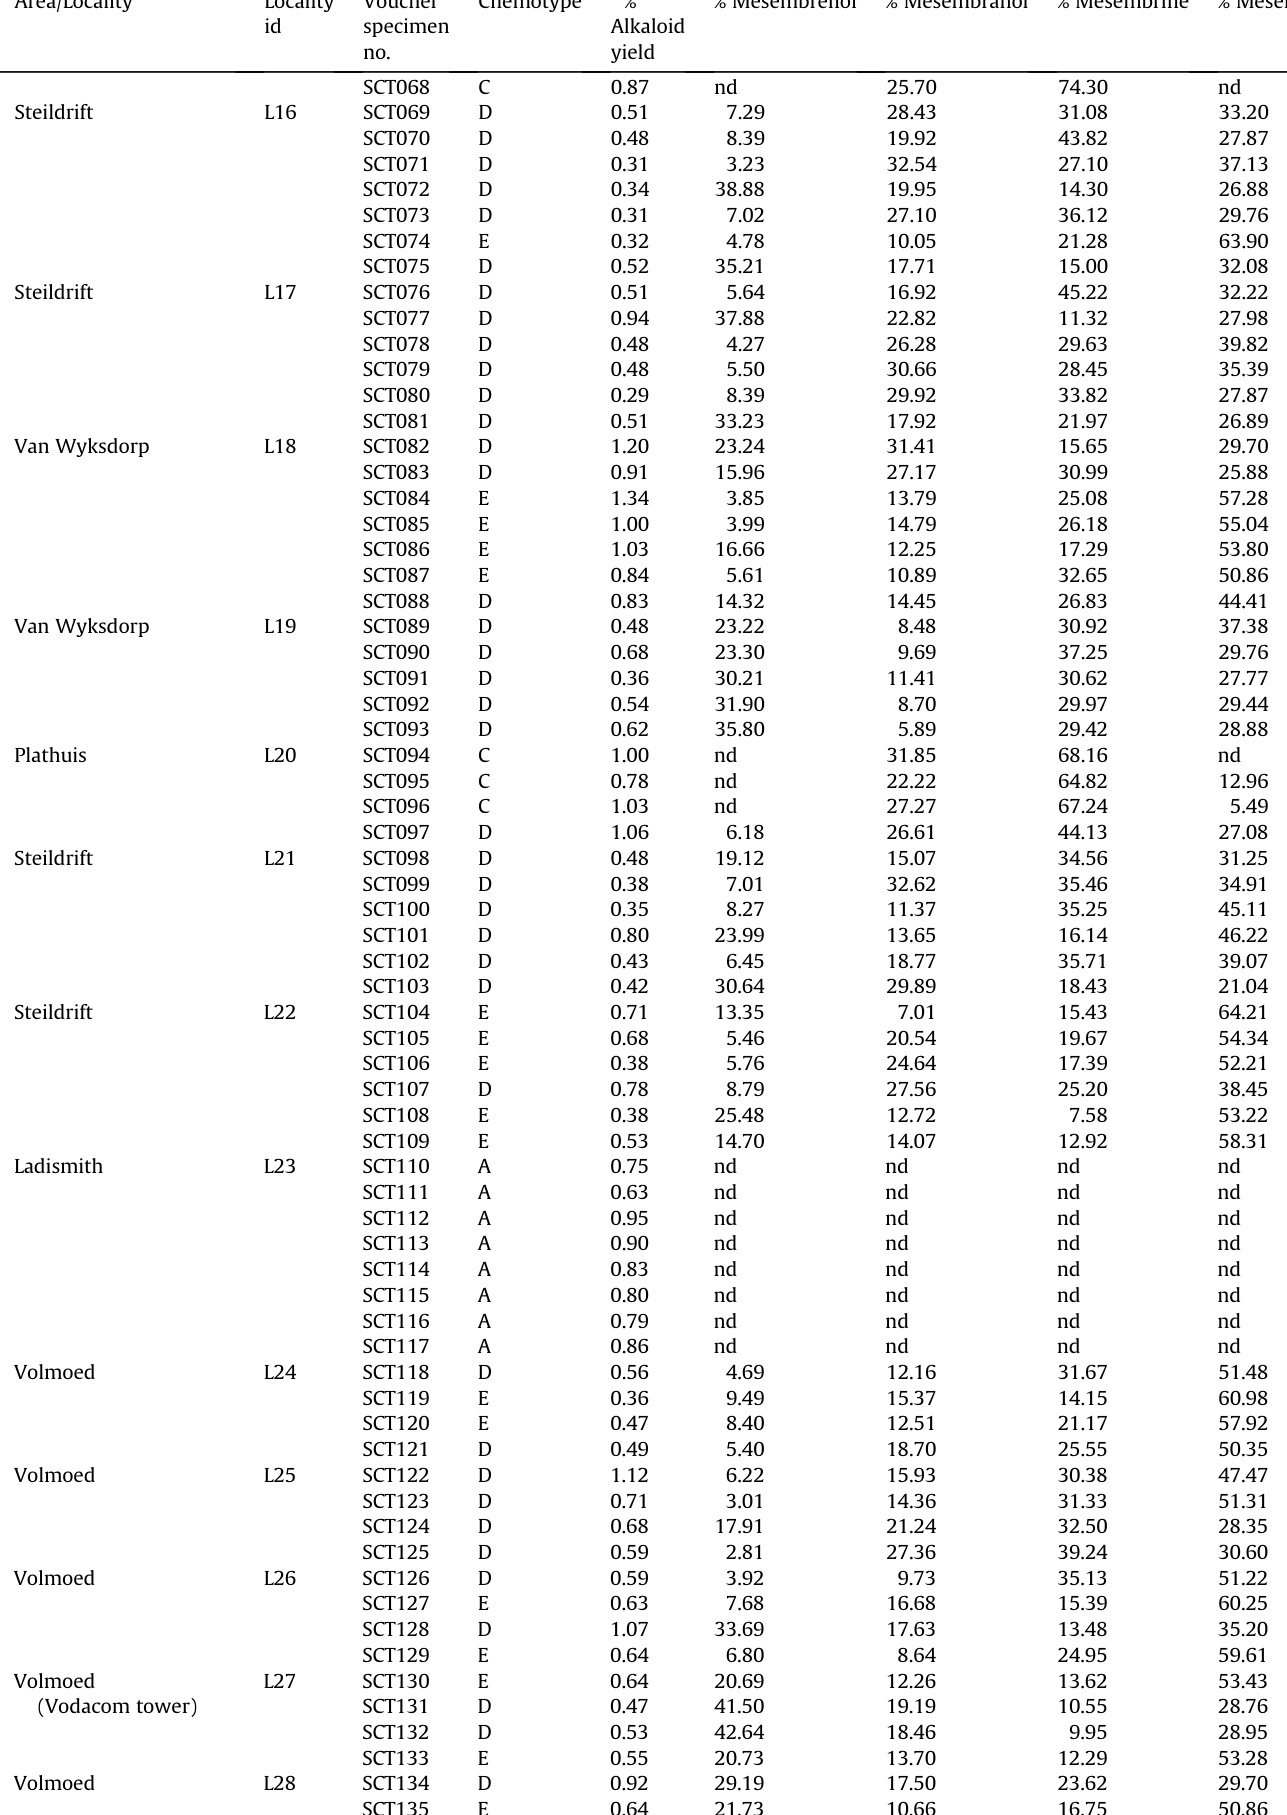 Area/Locality Locality Voucher Chemotype % % Mesembrenol % Mesembranol % Mesembrine
id specimen Alkaloid
no. yield
SCT068 C 0.87 nd 25.70 74.30 nd
Steildrift L16 SCT069 D 0.51 7.29 28.43 31.08 33.20
SCT070 D 0.48 8.39 19.92 43.82 27.87
SCT071 D 0.31 3.23 32.54 27.10 37.13
SCT072 D 0.34 38.88 19.95 14.30 26.88
SCT073 D 0.31 7.02 27.10 36.12 29.76
SCT074 E 0.32 4.78 10.05 21.28 63.90
SCT075 D 0.52 35.21 17.71 15.00 32.08
Steildrift L17 SCT076 D 0.51 5.64 16.92 45.22 32.22
SCT077 D 0.94 37.88 22.82 11.32 27.98
SCT078 D 0.48 4.27 26.28 29.63 39.82
SCT079 D 0.48 5.50 30.66 28.45 35.39
SCT080 D 0.29 8.39 29.92 33.82 27.87
SCT081 D 0.51 33.23 17.92 21.97 26.89
Van Wyksdorp L18 SCT082 D 1.20 23.24 31.41 15.65 29.70
SCT083 D 0.91 15.96 27.17 30.99 25.88
SCT084 E 1.34 3.85 13.79 25.08 57.28
SCT085 E 1.00 3.99 14.79 26.18 55.04
SCT086 E 1.03 16.66 12.25 17.29 53.80
SCT087 E 0.84 5.61 10.89 32.65 50.86
SCT088 D 0.83 14.32 14.45 26.83 44.41
Van Wyksdorp L19 SCT089 D 0.48 23.22 8.48 30.92 37.38
SCT090 D 0.68 23.30 9.69 37.25 29.76
SCT091 D 0.36 30.21 11.41 30.62 27.77
SCT092 D 0.54 31.90 8.70 29.97 29.44
SCT093 D 0.62 35.80 5.89 29.42 28.88
Plathuis L20 SCT094 C 1.00 nd 31.85 68.16 nd
SCT095 C 0.78 nd 22.22 64.82 12.96
SCT096 C 1.03 nd 27.27 67.24 5.49
SCT097 D 1.06 6.18 26.61 44.13 27.08
Steildrift L21 SCT098 D 0.48 19.12 15.07 34.56 31.25
SCT099 D 0.38 7.01 32.62 35.46 34.91
SCT100 D 0.35 8.27 11.37 35.25 45.11
SCT101 D 0.80 23.99 13.65 16.14 46.22
SCT102 D 0.43 6.45 18.77 35.71 39.07
SCT103 D 0.42 30.64 29.89 18.43 21.04
Steildrift L22 SCT104 E 0.71 13.35 7.01 15.43 64.21
SCT105 E 0.68 5.46 20.54 19.67 54.34
SCT106 E 0.38 5.76 24.64 17.39 52.21
SCT107 D 0.78 8.79 27.56 25.20 38.45
SCT108 E 0.38 25.48 12.72 7.58 53.22
SCT109 E 0.53 14.70 14.07 12.92 58.31
Ladismith L23 SCT110 A 0.75 nd nd nd nd
SCT111 A 0.63 nd nd nd nd
SCT112 A 0.95 nd nd nd nd
SCT113 A 0.90 nd nd nd nd
SCT114 A 0.83 nd nd nd nd
SCT115 A 0.80 nd nd nd nd
SCT116 A 0.79 nd nd nd nd
SCT117 A 0.86 nd nd nd nd
Volmoed L24 SCT118 D 0.56 4.69 12.16 31.67 51.48
SCT119 E 0.36 9.49 15.37 14.15 60.98
SCT120 E 0.47 8.40 12.51 21.17 57.92
SCT121 D 0.49 5.40 18.70 25.55 50.35
Volmoed L25 SCT122 D 1.12 6.22 15.93 30.38 47.47
SCT123 D 0.71 3.01 14.36 31.33 51.31
SCT124 D 0.68 17.91 21.24 32.50 28.35
SCT125 D 0.59 2.81 27.36 39.24 30.60
Volmoed L26 SCT126 D 0.59 3.92 9.73 35.13 51.22
SCT127 E 0.63 7.68 16.68 15.39 60.25
SCT128 D 1.07 33.69 17.63 13.48 35.20
SCT129 E 0.64 6.80 8.64 24.95 59.61
Volmoed L27 SCT130 E 0.64 20.69 12.26 13.62 53.43
(Vodacom tower) SCT131 D 0.47 41.50 19.19 10.55 28.76
SCT132 D 0.53 42.64 18.46 9.95 28.95
SCT133 E 0.55 20.73 13.70 12.29 53.28
Volmoed L28 SCT134 D 0.92 29.19 17.50 23.62 29.70
SCT135 E 0.64 21.73 10.66 16.75 50.86